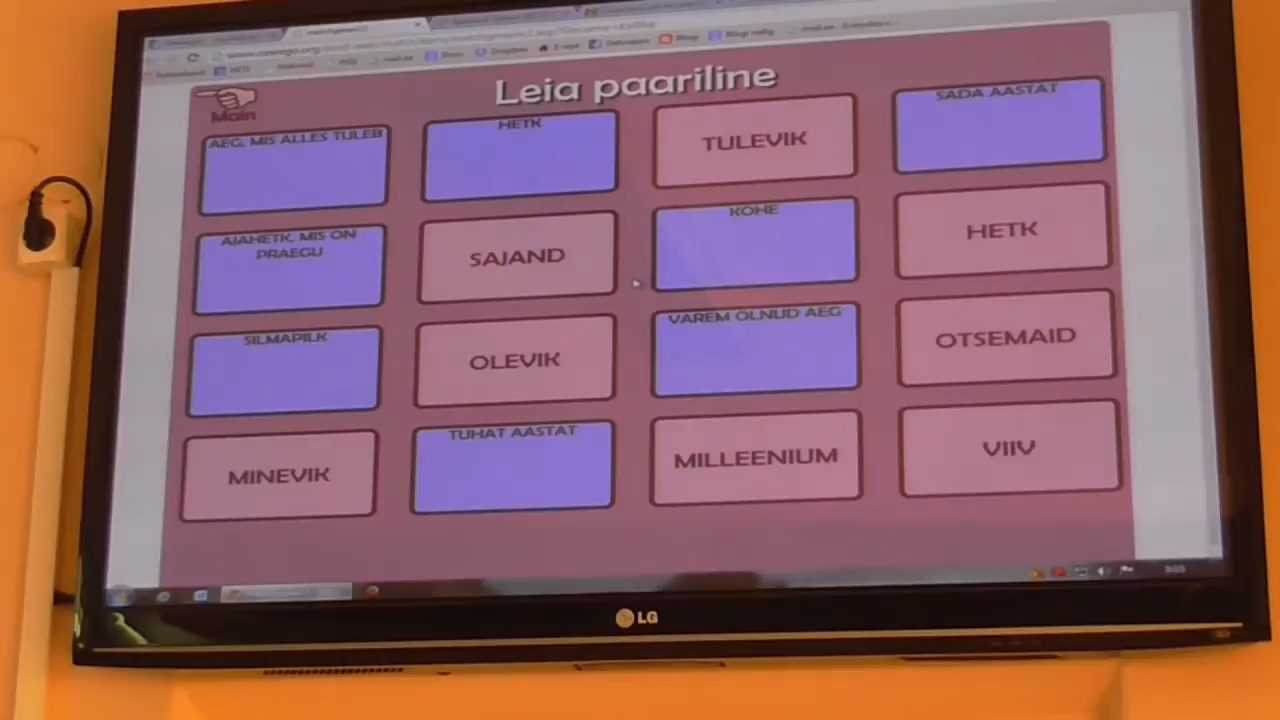 Leia paariline
Main
AEG, MIS ALLES TULEB
HETK
TULEVIK
SADA AASTAT
AJAHETK, MIS ON
PRAEGU
SAJAND
KOHE
HETK
SILMAPILK
OLEVIK
VAREM OLNUD AEG
OTSEMAID
MINEVIK
TUHAT AASTAT
MILLEENIUM
VIIV
LG